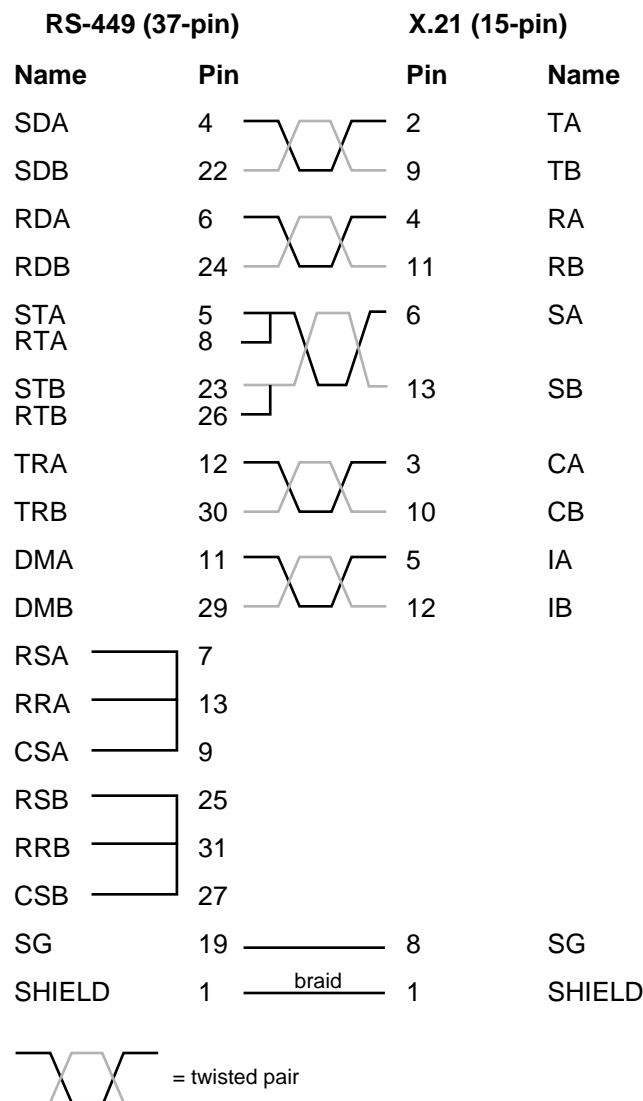 RS-449 (37-pin) X.21 (15-pin)
Name Pin Pin Name
SDA 4 2 TA
SDB 22 9 TB
RDA 6 4 RA
RDB 24 11 RB
STA 5 6 SA
RTA 8
STB 23 13 SB
RTB 26
TRA 12 3 CA
TRB 30 10 CB
DMA 11 5 IA
DMB 29 12 IB
RSA 7
RRA 13
CSA 9
RSB 25
RRB 31
CSB 27
SG 19 8 SG
SHIELD 1 braid 1 SHIELD
= twisted pair